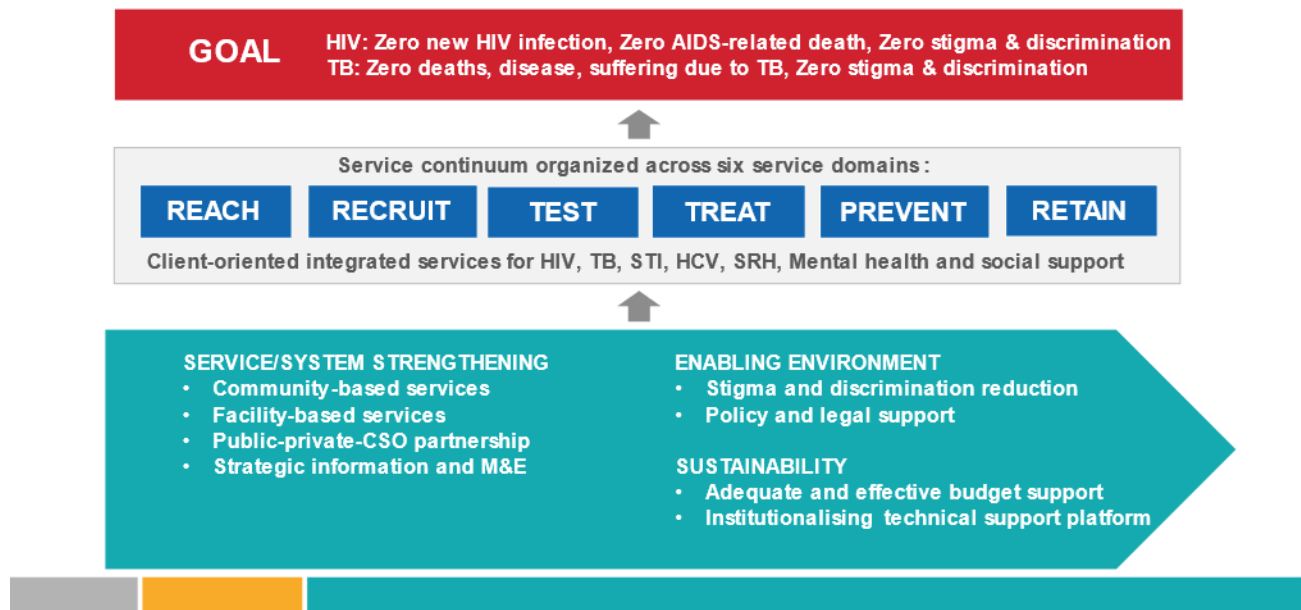 GOAL
HIV: Zero new HIV infection, Zero AIDS-related death, Zero stigma & discrimination
TB: Zero deaths, disease, suffering due to TB, Zero stigma & discrimination
Service continuum organized across six service domains :
REACH
RECRUIT
TEST
TREAT
PREVENT
RETAIN
Client-oriented integrated services for HIV, TB, STI, HCV, SRH, Mental health and social support
SERVICE/SYSTEM STRENGTHENING
• Community-based services
• Facility-based services
• Public-private-CSO partnership
• Strategic information and M&E
ENABLING ENVIRONMENT
• Stigma and discrimination reduction
• Policy and legal support
SUSTAINABILITY
• Adequate and effective budget support
• Institutionalising technical support platform